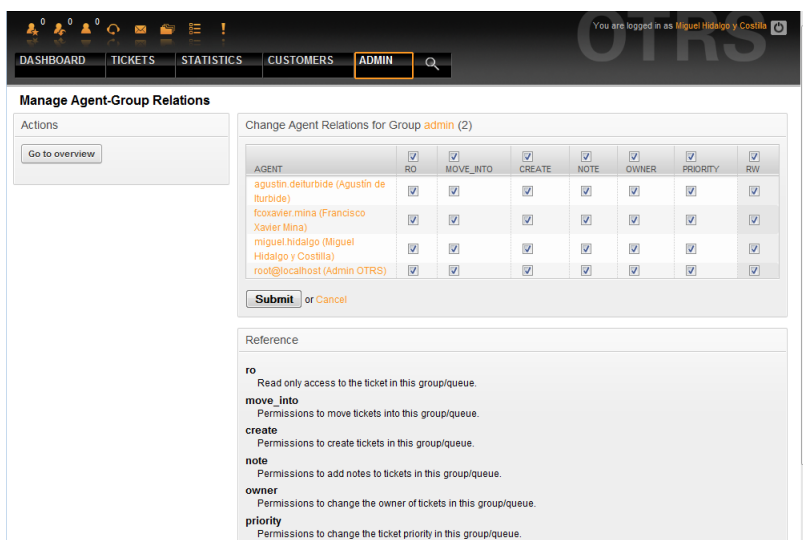 0 0 0
OTRS
You are logged in as Miguel Hidalgo y Costilla
DASHBOARD TICKETS STATISTICS CUSTOMERS ADMIN
Manage Agent-Group Relations
Actions
Go to overview
Change Agent Relations for Group admin (2)
AGENT RO MOVE_INTO CREATE NOTE OWNER PRIORITY RW
agustin.deiturbide (Agustín de
Iturbide)
fcoxavier.mina (Francisco
Xavier Mina)
miguel.hidalgo (Miguel
Hidalgo y Costilla)
root@localhost (Admin OTRS)
Submit or Cancel
Reference
ro
Read only access to the ticket in this group/queue.
move_into
Permissions to move tickets into this group/queue.
create
Permissions to create tickets in this group/queue.
note
Permissions to add notes to tickets in this group/queue.
owner
Permissions to change the owner of tickets in this group/queue.
priority
Permissions to change the ticket priority in this group/queue.